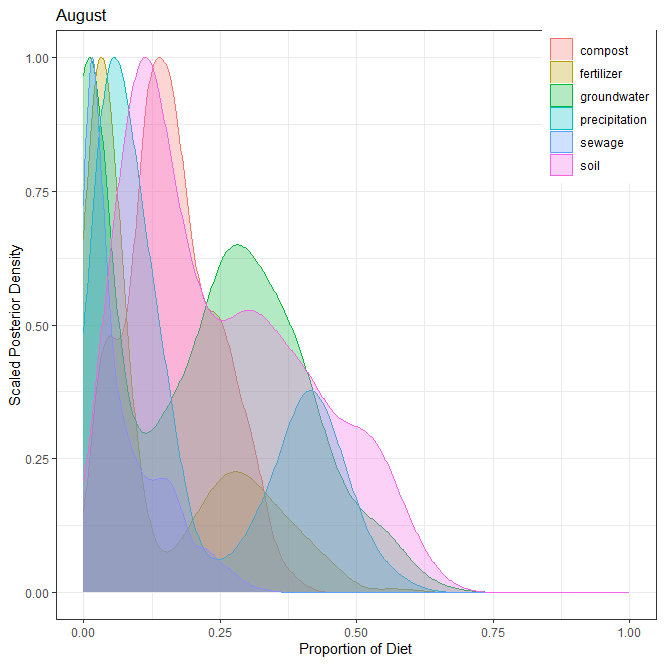 August
compost
fertilizer
groundwater
precipitation
sewage
soil
1.00
0.75
0.50
0.25
0.00
Scaled Posterior Density
0.00 0.25 0.50 0.75 1.00
Proportion of Diet